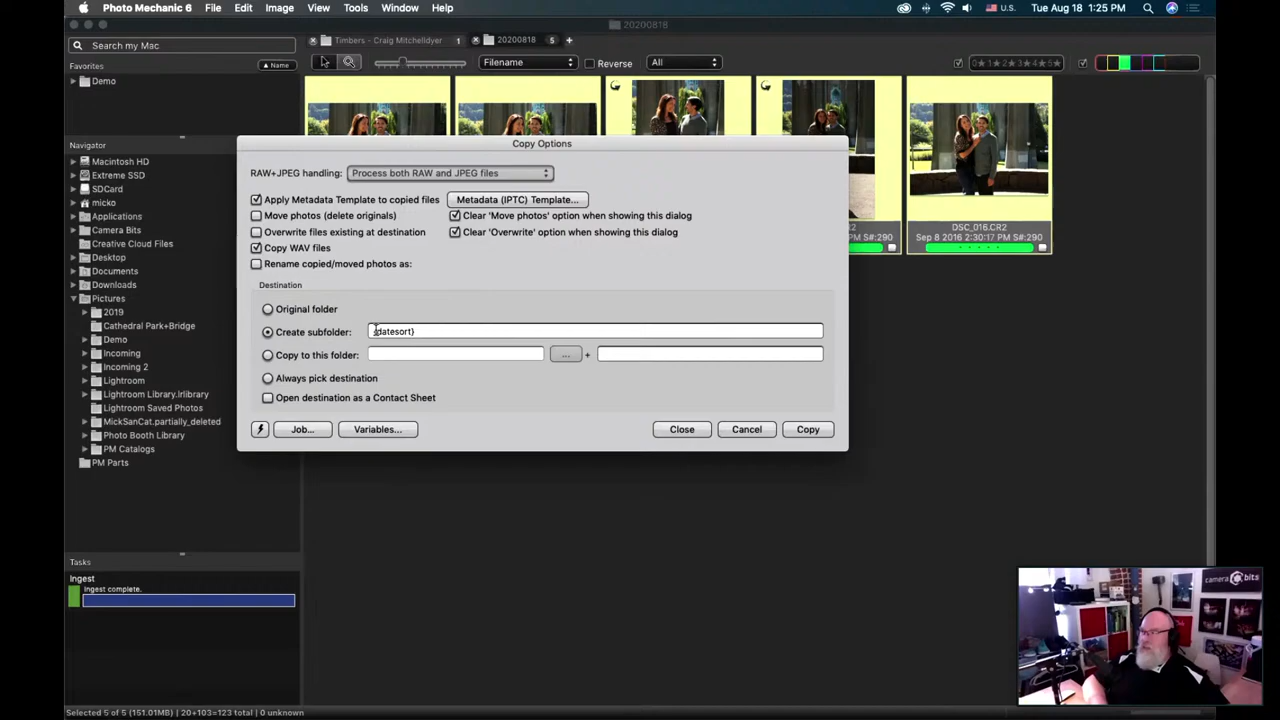 Photo Mechanic 6 File Edit Image View Tools Window Help U.S. Tue Aug 18 1:25 PM
20200818
Search my Mac
Timbers - Craig Mitchelldyer 1 20200818 5
Favorites Name
Filename Reverse All
Demo
Navigator
Macintosh HD
Extreme SSD
SDCard
micko
Applications
Camera Bits
Creative Cloud Files
Desktop
Documents
Downloads
Pictures
2019
Cathedral Park+Bridge
Demo
Incoming
Incoming 2
Lightroom
Lightroom Library.lrlibrary
Lightroom Saved Photos
MickSanCat.partially_deleted
Photo Booth Library
PM Catalogs
PM Parts
Copy Options
RAW+JPEG handling: Process both RAW and JPEG files
Apply Metadata Template to copied files Metadata (IPTC) Template...
Move photos (delete originals) Clear 'Move photos' option when showing this dialog
Overwrite files existing at destination Clear 'Overwrite' option when showing this dialog
Copy WAV files
Rename copied/moved photos as:
Destination
Original folder
Create subfolder: datesort}
Copy to this folder: ... +
Always pick destination
Open destination as a Contact Sheet
Job... Variables... Close Cancel Copy
R2
S#:290
DSC_016.CR2
Sep 8 2016 2:30:17 PM S#:290
Tasks
Ingest
Ingest complete.
camera bits
Selected 5 of 5 (151.01MB) | 20+103=123 total | 0 unknown